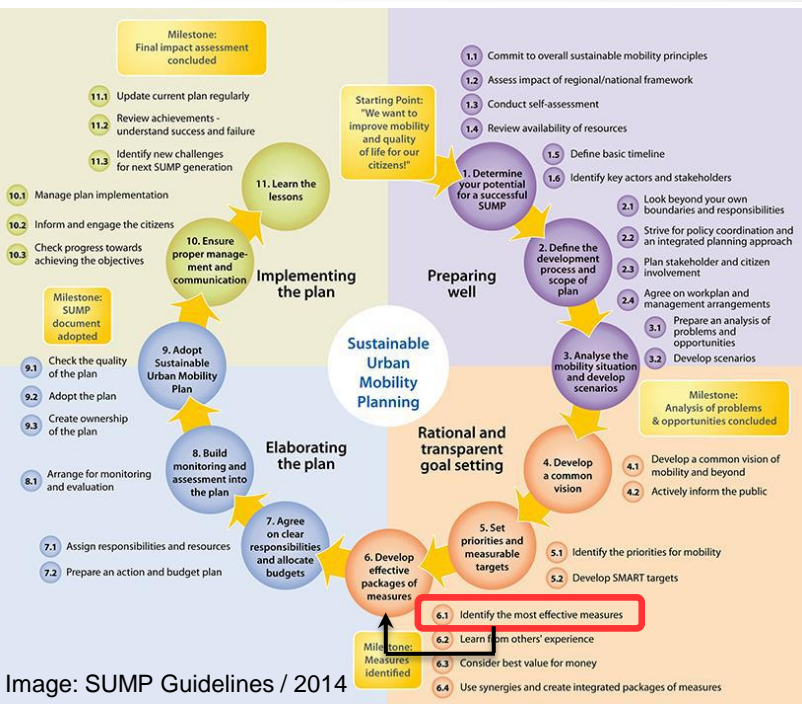 Milestone:
Final impact assessment
concluded
11.1 Update current plan regularly
11.2 Review achievements -
understand success and failure
11.3 Identify new challenges
for next SUMP generation
10.1 Manage plan implementation
10.2 Inform and engage the citizens
10.3 Check progress towards
achieving the objectives
11. Learn the
lessons
10. Ensure
proper manage-
ment and
communication
Implementing
the plan
Starting Point:
"We want to
improve mobility
and quality
of life for our
citizens!"
1.1 Commit to overall sustainable mobility principles
1.2 Assess impact of regional/national framework
1.3 Conduct self-assessment
1.4 Review availability of resources
1.5 Define basic timeline
1.6 Identify key actors and stakeholders
1. Determine
your potential
for a successful
SUMP
2.1 Look beyond your own
boundaries and responsibilities
2.2 Strive for policy coordination and
an integrated planning approach
2.3 Plan stakeholder and citizen
involvement
2.4 Agree on workplan and
management arrangements
2. Define the
development
process and
scope of
plan
Preparing
well
3.1 Prepare an analysis of
problems and
opportunities
3.2 Develop scenarios
3. Analyse the
mobility situation
and develop
scenarios
Milestone:
SUMP
document
adopted
9.1 Check the quality
of the plan
9.2 Adopt the plan
9.3 Create ownership
of the plan
9. Adopt
Sustainable
Urban Mobility
Plan
Sustainable
Urban
Mobility
Planning
Milestone:
Analysis of problems
& opportunities concluded
Rational and
transparent
goal setting
4. Develop
a common
vision
4.1 Develop a common vision of
mobility and beyond
4.2 Actively inform the public
Elaborating
the plan
8. Build
monitoring and
assessment into
the plan
8.1 Arrange for monitoring
and evaluation
7. Agree
on clear
responsibilities
and allocate
budgets
7.1 Assign responsibilities and resources
7.2 Prepare an action and budget plan
5. Set
priorities and
measurable
targets
5.1 Identify the priorities for mobility
5.2 Develop SMART targets
6. Develop
effective
packages of
measures
6.1 Identify the most effective measures
6.2 Learn from others' experience
6.3 Consider best value for money
6.4 Use synergies and create integrated packages of measures
Milestone:
Measures
identified
Image: SUMP Guidelines / 2014